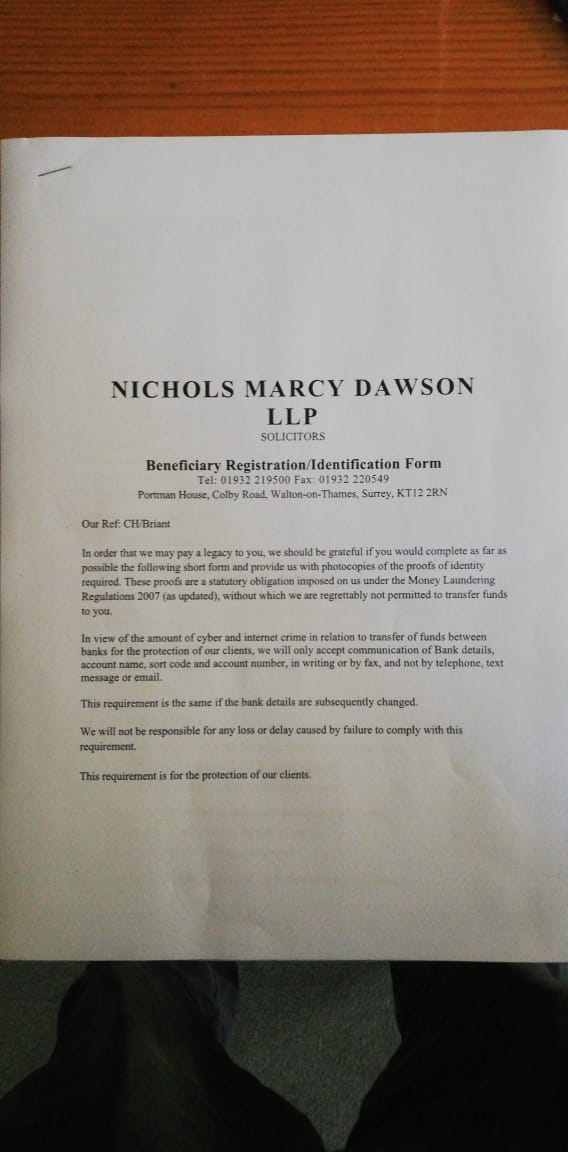 NICHOLS MARCY DAWSON
LLP
SOLICITORS
Beneficiary Registration/Identification Form
Tel: 01932 219500 Fax: 01932 220549
Portman House, Colby Road, Walton-on-Thames, Surrey, KT12 2RN
Our Ref: CH/Briant
In order that we may pay a legacy to you, we should be grateful if you would complete as far as
possible the following short form and provide us with photocopies of the proofs of identity
required. These proofs are a statutory obligation imposed on us under the Money Laundering
Regulations 2007 (as updated), without which we are regrettably not permitted to transfer funds
to you.
In view of the amount of cyber and internet crime in relation to transfer of funds between
banks for the protection of our clients, we will only accept communication of Bank details,
account name, sort code and account number, in writing or by fax, and not by telephone, text
message or email.
This requirement is the same if the bank details are subsequently changed.
We will not be responsible for any loss or delay caused by failure to comply with this
requirement.
This requirement is for the protection of our clients.